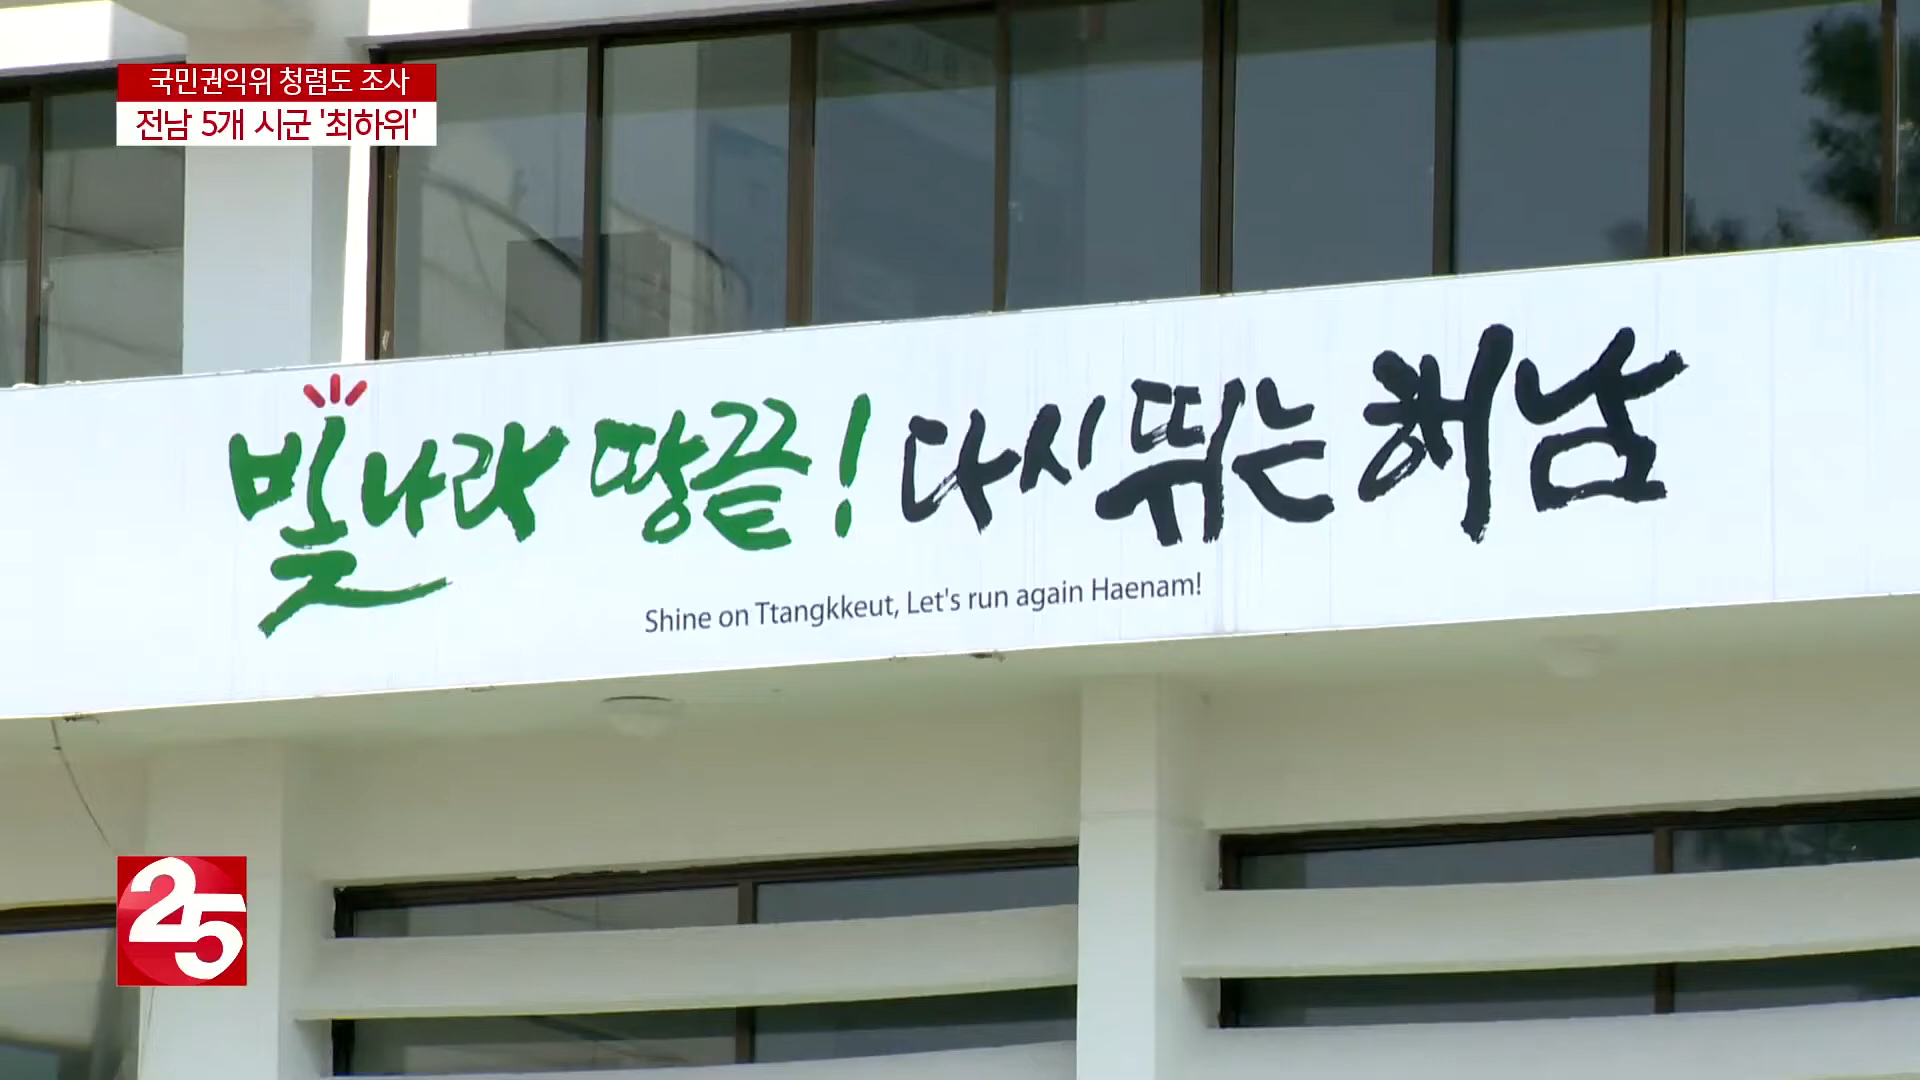 국민권익위 청렴도 조사
전남 5개 시군 '최하위'
빛나라 땅끝! 다시 뛰는 해남
Shine on Ttangkkeut, Let's run again Haenam!
25